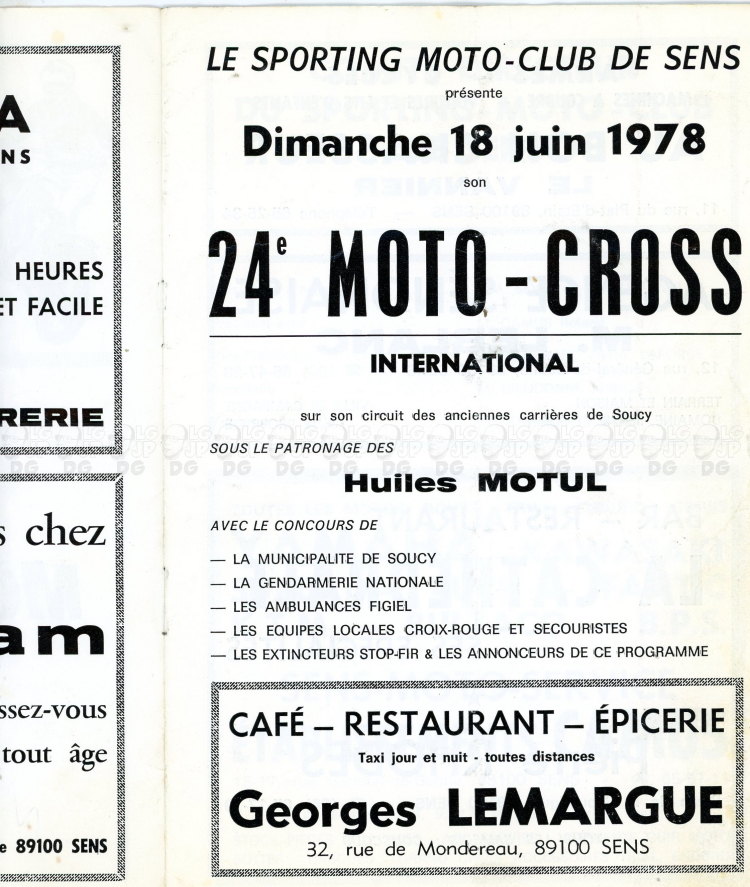 A
NS
HEURES
ET FACILE
RERIE
s chez
am
ssez-vous
tout âge
e 89100 SENS
LE SPORTING MOTO-CLUB DE SENS
présente
Dimanche 18 juin 1978
son
24e MOTO-CROSS
INTERNATIONAL
sur son circuit des anciennes carrières de Soucy
SOUS LE PATRONAGE DES
Huiles MOTUL
AVEC LE CONCOURS DE
— LA MUNICIPALITE DE SOUCY
— LA GENDARMERIE NATIONALE
— LES AMBULANCES FIGIEL
— LES EQUIPES LOCALES CROIX-ROUGE ET SECOURISTES
— LES EXTINCTEURS STOP-FIR & LES ANNONCEURS DE CE PROGRAMME
CAFÉ — RESTAURANT — ÉPICERIE
Taxi jour et nuit - toutes distances
Georges LEMARGUE
32, rue de Mondereau, 89100 SENS